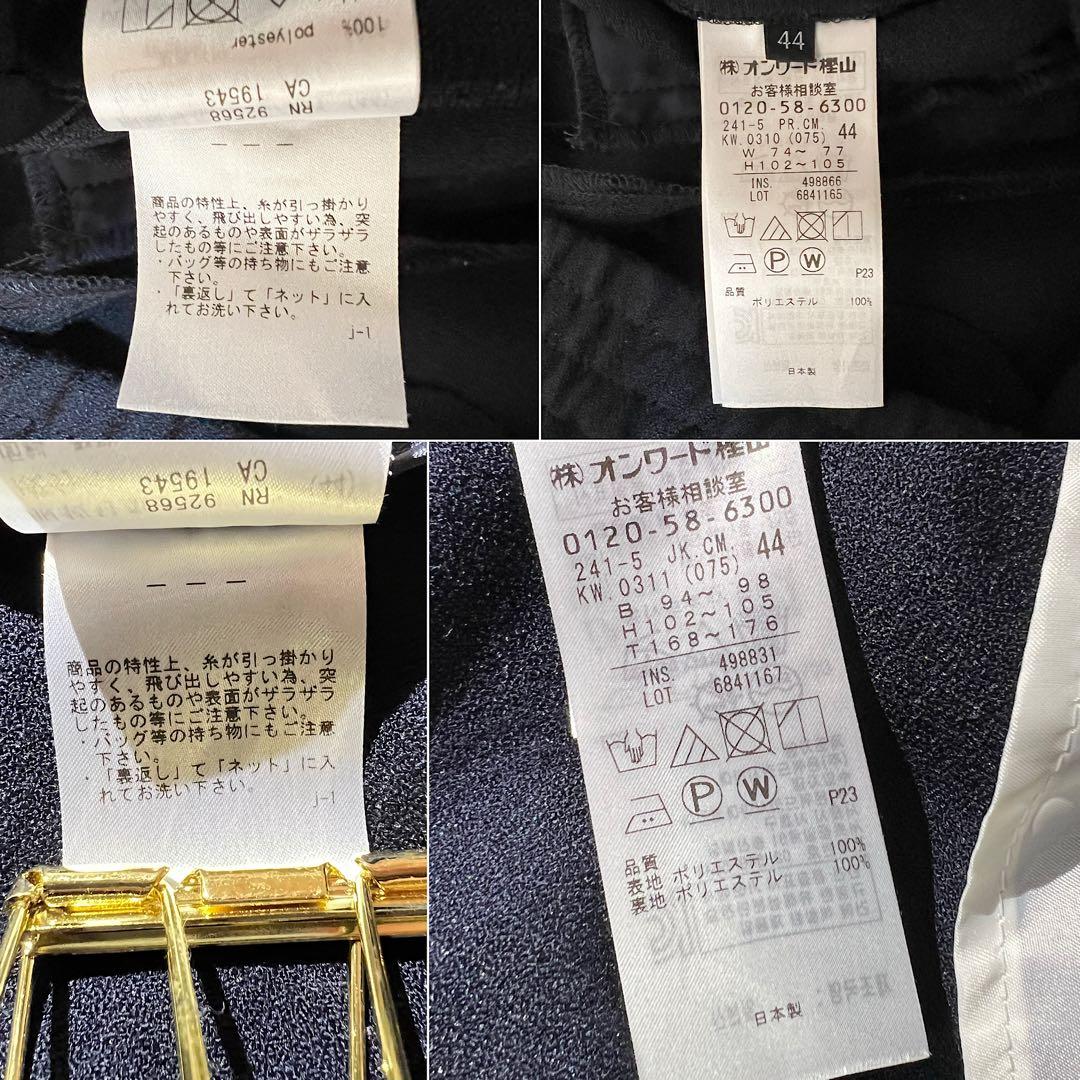 100% polyester
RN 92568
CA 19543
— — —
商品の特性上、糸が引っ掛かり
やすく、飛び出しやすい為、突
起のあるものや表面がザラザラ
したもの等にご注意下さい。
・バッグ等の持ち物にもご注意
下さい。
・「裏返し」て「ネット」に入
れてお洗い下さい。
j-1
44
㈱オンワード樫山
お客様相談室
0120-58-6300
241-5 PR.CM. 44
KW.0310 (075)
W 74～ 77
H102～105
INS. 498866
LOT 6841165
P W
P23
品質
ポリエステル 100%
日本製
RN 92568
CA 19543
— — —
商品の特性上、糸が引っ掛かり
やすく、飛び出しやすい為、突
起のあるものや表面がザラザラ
したもの等にご注意下さい。
・バッグ等の持ち物にもご注意
下さい。
・「裏返し」て「ネット」に入
れてお洗い下さい。
j-1
㈱オンワード樫山
お客様相談室
0120-58-6300
241-5 JK.CM. 44
KW.0311 (075)
B 94～ 98
H102～105
T168～176
INS. 498831
LOT 6841167
P W
P23
品質
表地 ポリエステル 100%
裏地 ポリエステル 100%
日本製